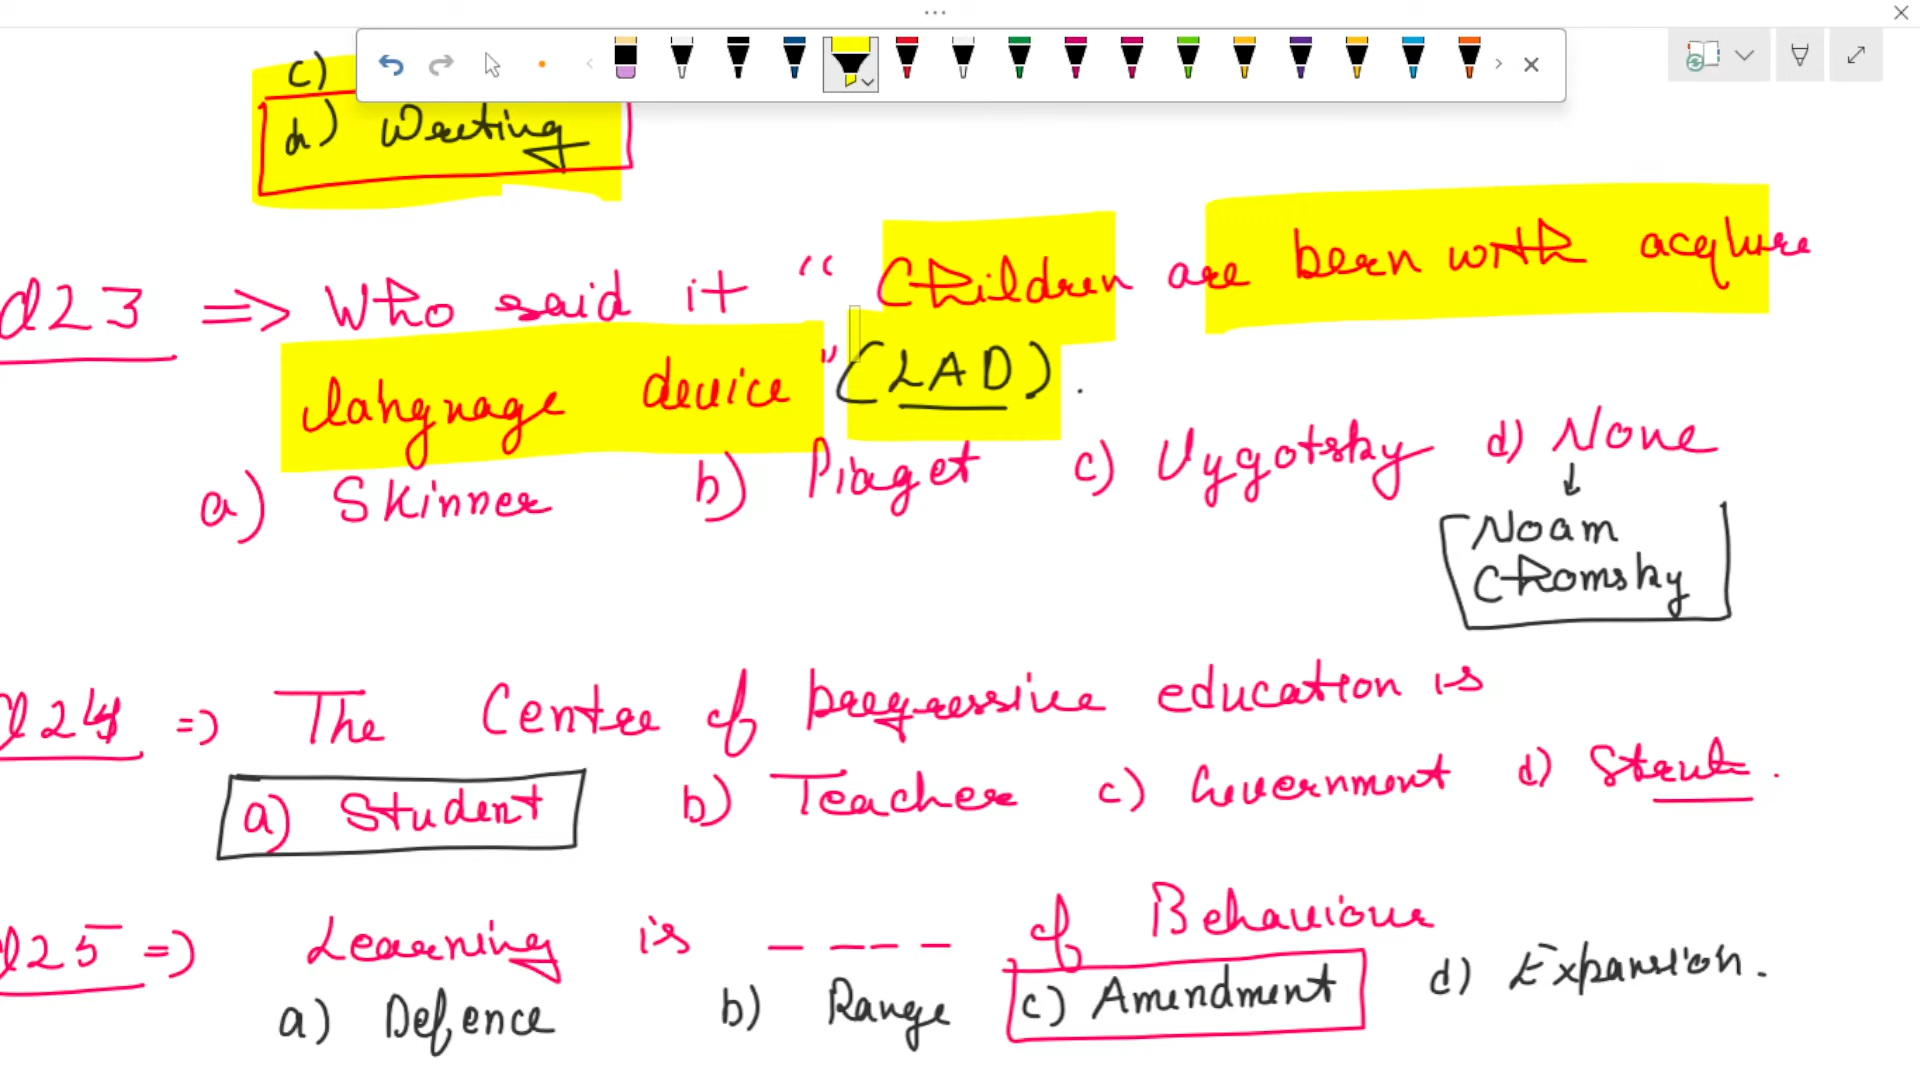 c)
d) Writing
Q23 => Who said it " Children are born with acquire
language device " (LAD).
a) Skinner b) Piaget c) Vygotsky d) None
Noam
Chomsky
Q24 => The Centre of progressive education is
a) Student b) Teacher c) Government d) State.
Q25 => Learning is - --- - of Behaviour
a) Defence b) Range c) Amendment d) Expansion.